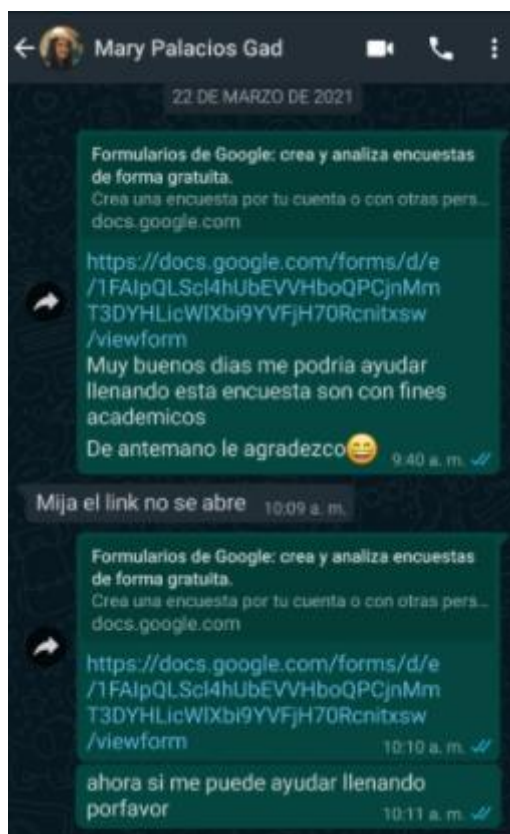 Mary Palacios Gad
22 DE MARZO DE 2021
Formularios de Google: crea y analiza encuestas
de forma gratuita.
Crea una encuesta por tu cuenta o con otras pers...
docs.google.com
https://docs.google.com/forms/d/e
/1FAIpQLScl4hUbEVVHboQPCjnMm
T3DYHLicWlXbi9YVFjH70Rcnitxsw
/viewform
Muy buenos dias me podria ayudar
llenando esta encuesta son con fines
academicos
De antemano le agradezco😄 9:40 a. m.
Mija el link no se abre 10:09 a. m.
Formularios de Google: crea y analiza encuestas
de forma gratuita.
Crea una encuesta por tu cuenta o con otras pers...
docs.google.com
https://docs.google.com/forms/d/e
/1FAIpQLScl4hUbEVVHboQPCjnMm
T3DYHLicWlXbi9YVFjH70Rcnitxsw
/viewform 10:10 a. m.
ahora si me puede ayudar llenando
porfavor 10:11 a. m.